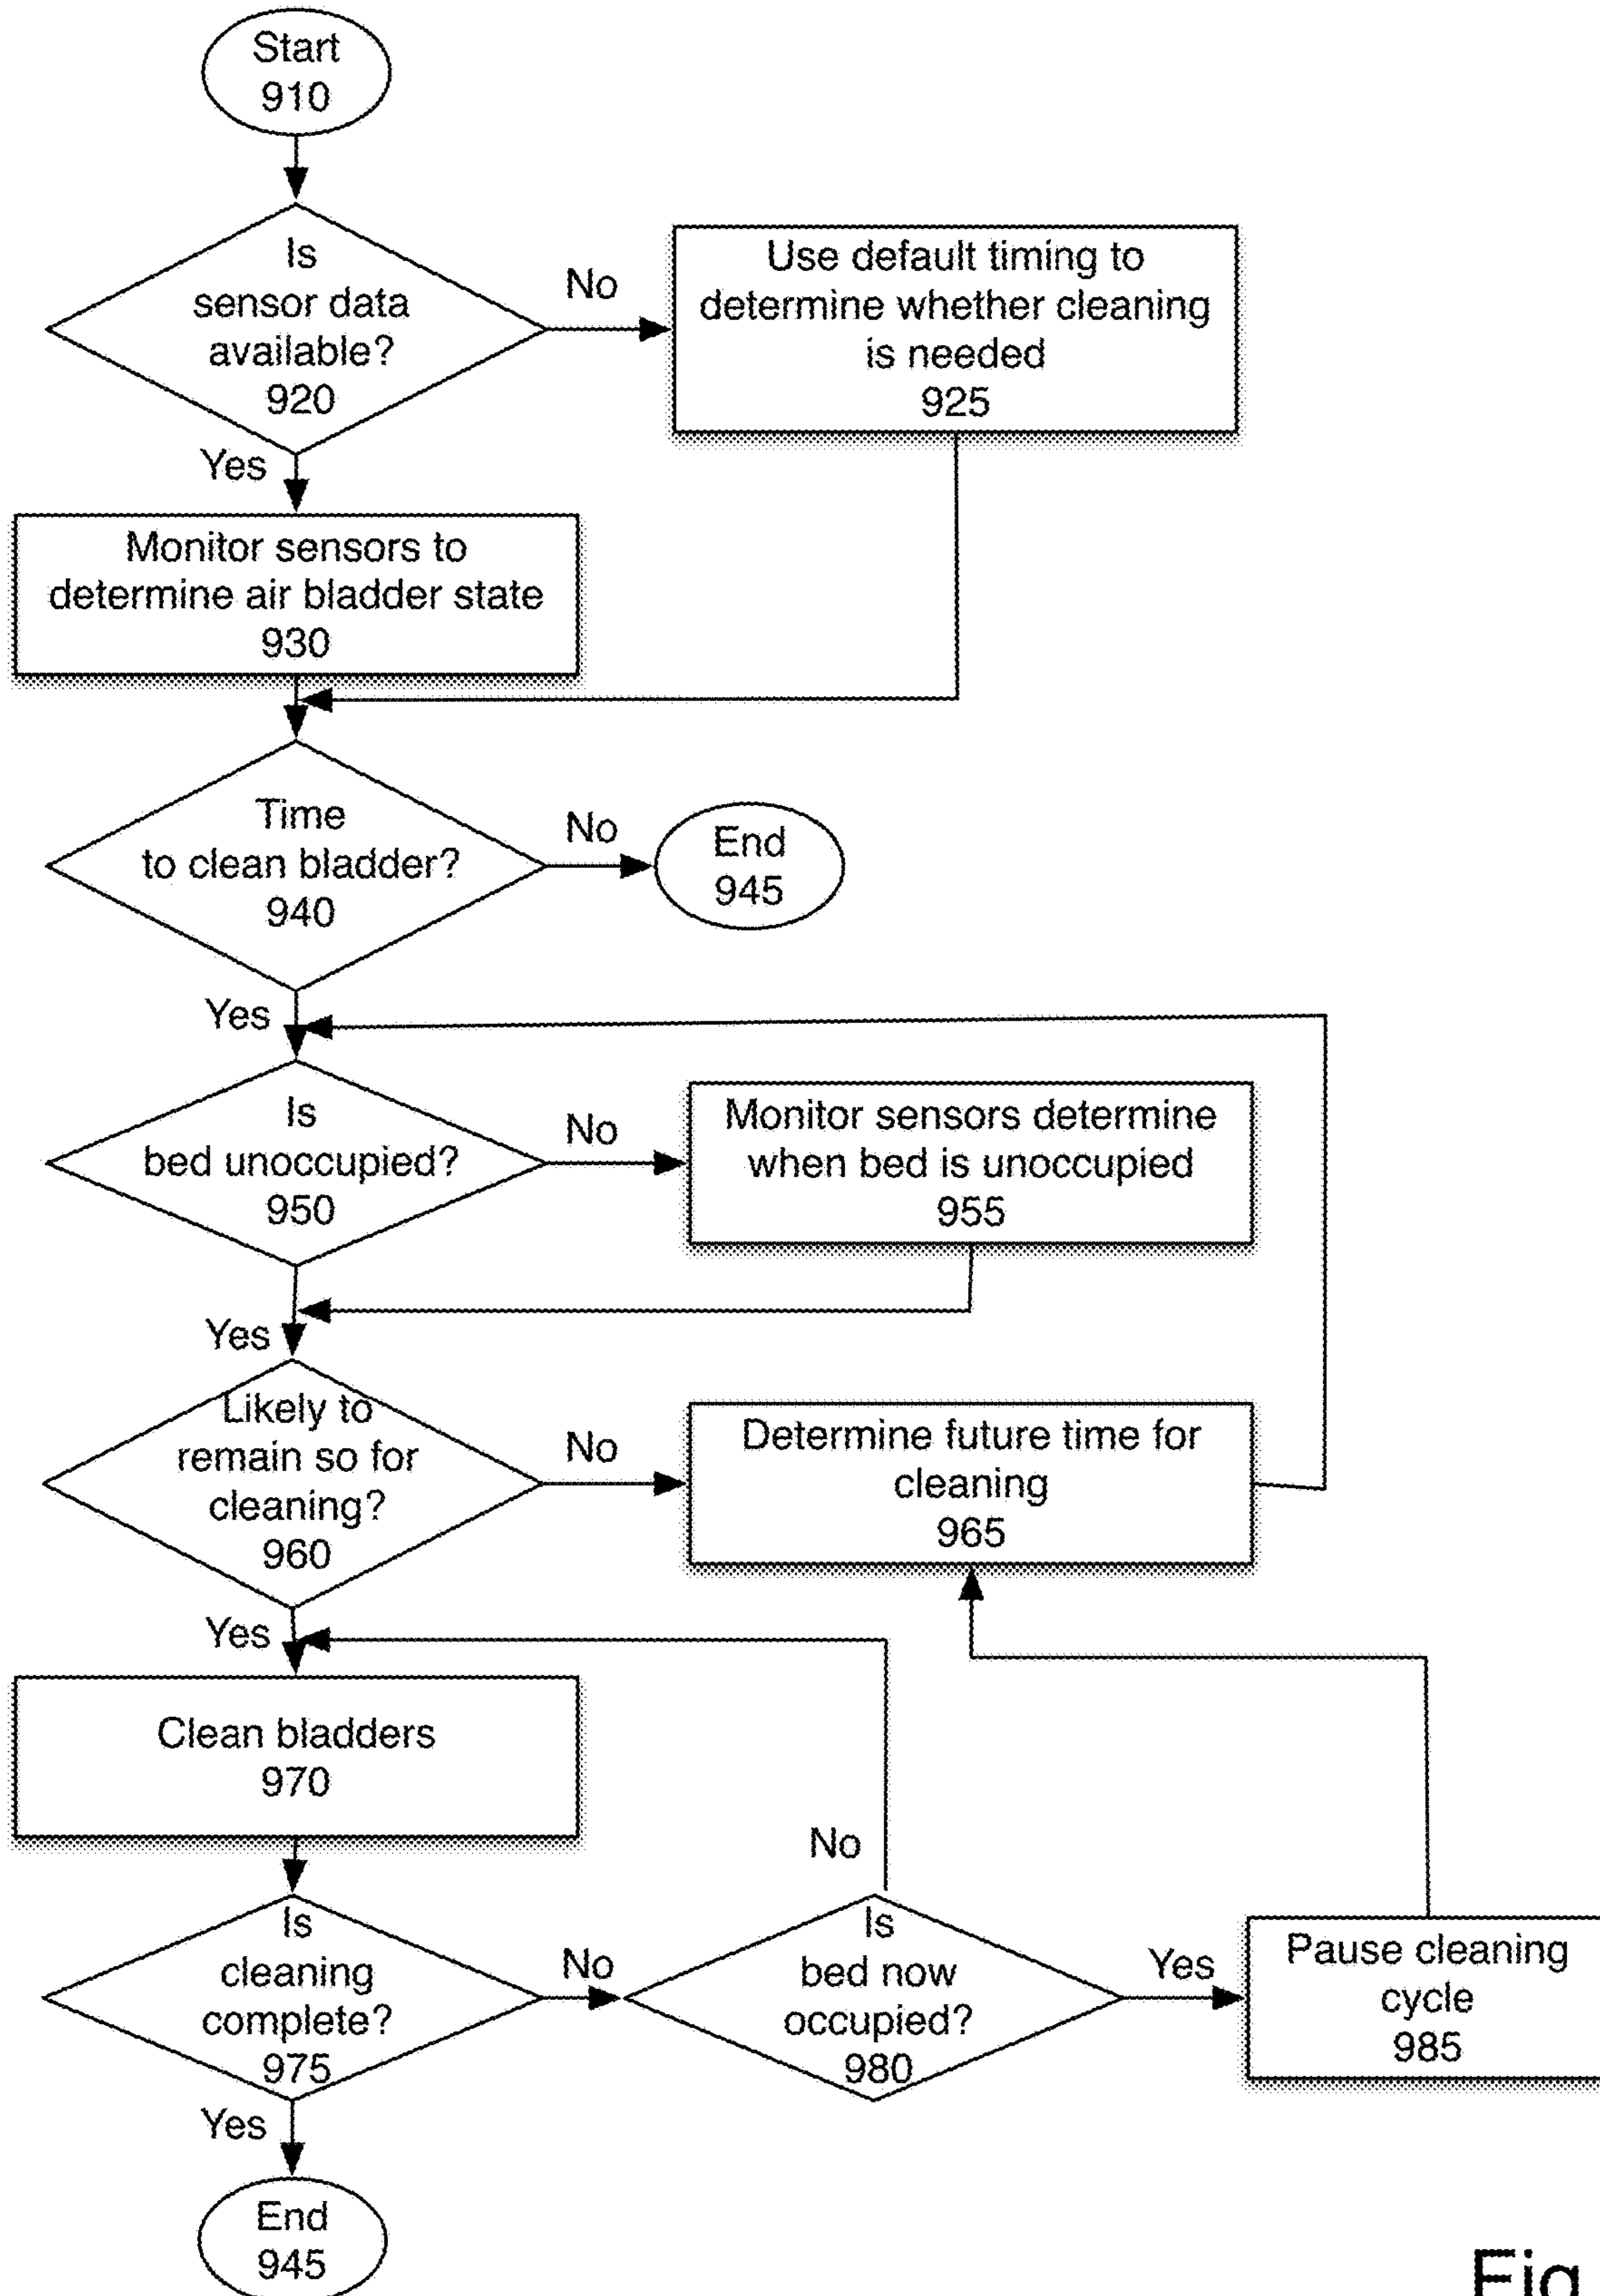 Start
910
Is
sensor data
available?
920
No
Use default timing to
determine whether cleaning
is needed
925
Yes
Monitor sensors to
determine air bladder state
930
Time
to clean bladder?
940
No
End
945
Yes
Is
bed unoccupied?
950
No
Monitor sensors determine
when bed is unoccupied
955
Yes
Likely to
remain so for
cleaning?
960
No
Determine future time for
cleaning
965
Yes
Clean bladders
970
No
Is
cleaning
complete?
975
No
Is
bed now
occupied?
980
Yes
Pause cleaning
cycle
985
Yes
End
945
Fig